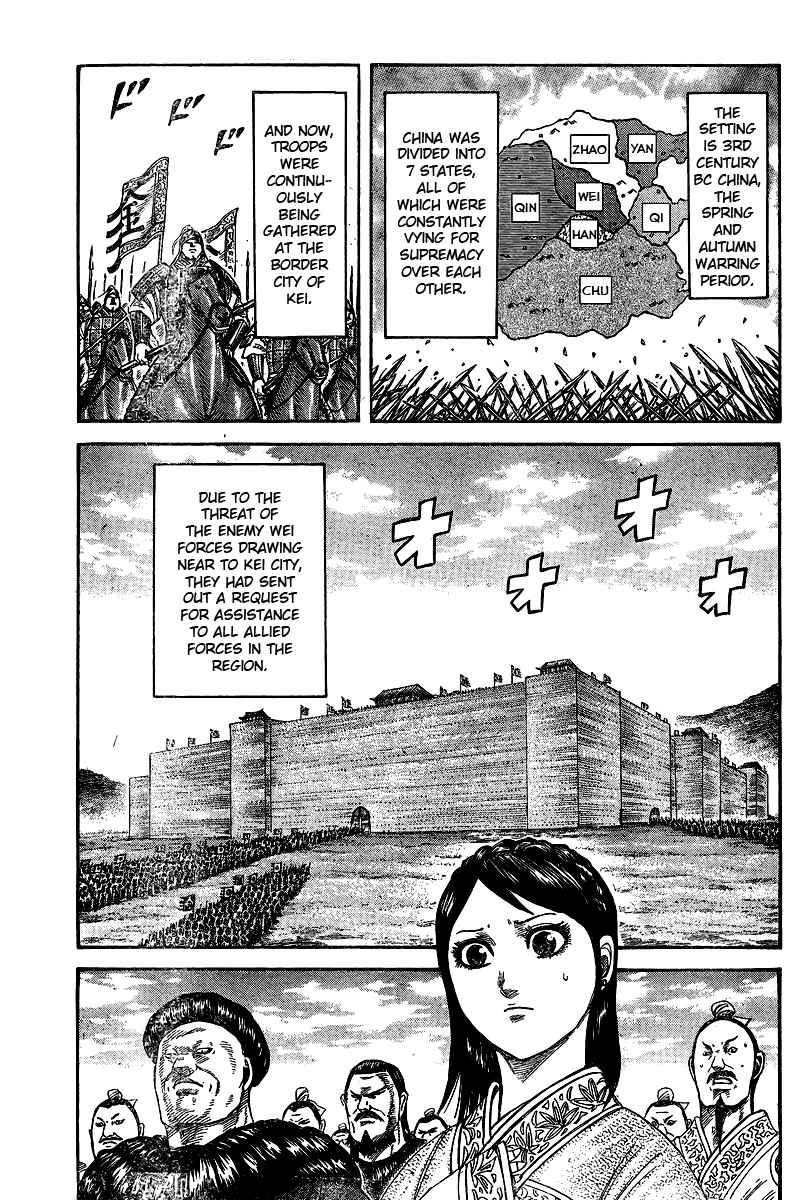 THE
SETTING
IS 3RD
CENTURY
BC CHINA,
THE
SPRING
AND
AUTUMN
WARRING
PERIOD.
ZHAO
YAN
WEI
QIN
QI
HAN
CHU
CHINA WAS
DIVIDED INTO
7 STATES,
ALL OF
WHICH WERE
CONSTANTLY
VYING FOR
SUPREMACY
OVER EACH
OTHER.
AND NOW,
TROOPS
WERE
CONTINU-
OUSLY
BEING
GATHERED
AT THE
BORDER
CITY OF
KEI.
ドドド
オオオオ
DUE TO THE
THREAT OF
THE ENEMY WEI
FORCES DRAWING
NEAR TO KEI CITY,
THEY HAD SENT
OUT A REQUEST
FOR ASSISTANCE
TO ALL ALLIED
FORCES IN THE
REGION.